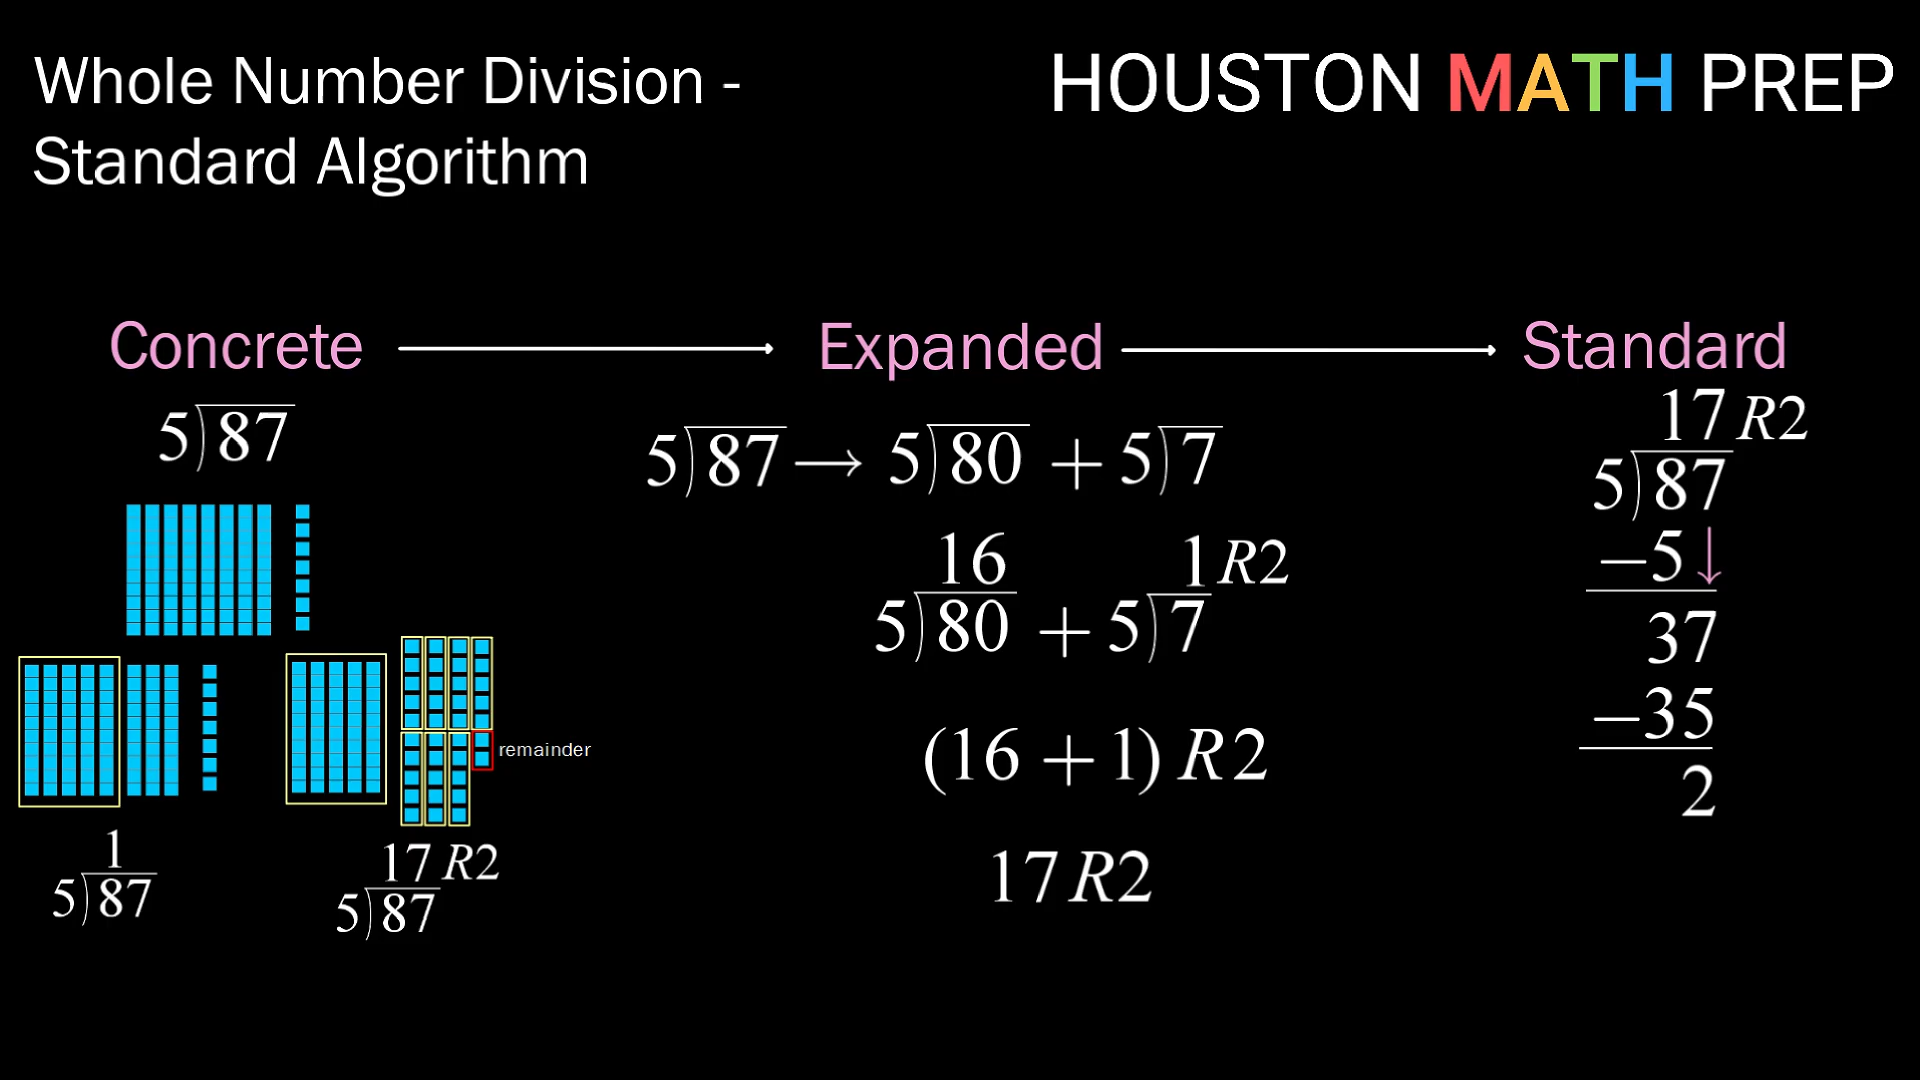 Whole Number Division -
Standard Algorithm
HOUSTON MATH PREP
Concrete → Expanded → Standard
5)87
1
5)87
remainder
17 R2
5)87
5)87 → 5)80 + 5)7
16 1 R2
5)80 + 5)7
(16 + 1) R2
17 R2
17 R2
5)87
−5↓
37
−35
2